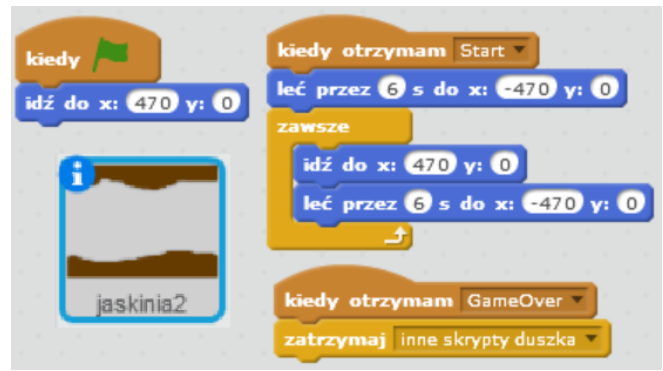 kiedy
idź do x: 470 y: 0
i
jaskinia2
kiedy otrzymam Start
leć przez 6 s do x: -470 y: 0
zawsze
idź do x: 470 y: 0
leć przez 6 s do x: -470 y: 0
kiedy otrzymam GameOver
zatrzymaj inne skrypty duszka